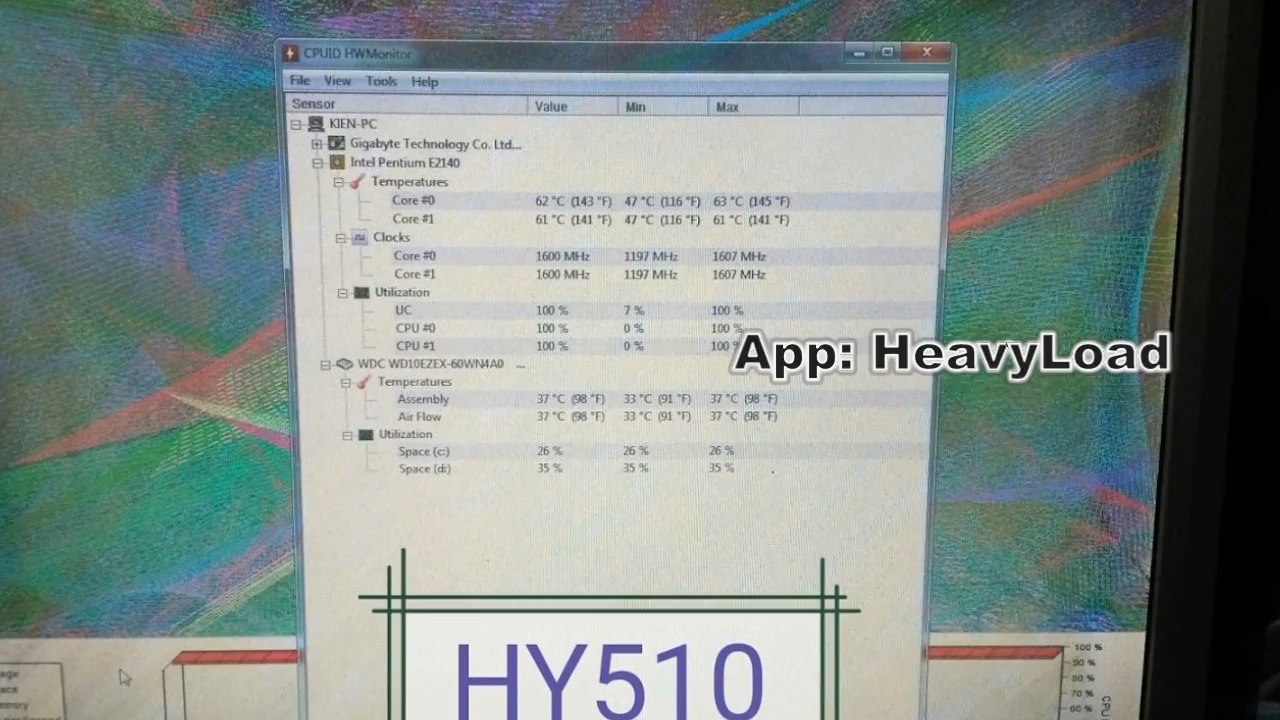 CPUID HWMonitor
File View Tools Help
Sensor Value Min Max
KIEN-PC
Gigabyte Technology Co. Ltd...
Intel Pentium E2140
Temperatures
Core #0 62 °C (143 °F) 47 °C (116 °F) 63 °C (145 °F)
Core #1 61 °C (141 °F) 47 °C (116 °F) 61 °C (141 °F)
Clocks
Core #0 1600 MHz 1197 MHz 1607 MHz
Core #1 1600 MHz 1197 MHz 1607 MHz
Utilization
UC 100 % 7 % 100 %
CPU #0 100 % 0 % 100 %
CPU #1 100 % 0 % 100 %
App: HeavyLoad
WDC WD10EZEX-60WN4A0 ...
Temperatures
Assembly 37 °C (98 °F) 33 °C (91 °F) 37 °C (98 °F)
Air Flow 37 °C (98 °F) 33 °C (91 °F) 37 °C (98 °F)
Utilization
Space (c:) 26 % 26 % 26 %
Space (d:) 35 % 35 % 35 %
HY510
100 %
90 %
80 %
70 %
60 %
CPU